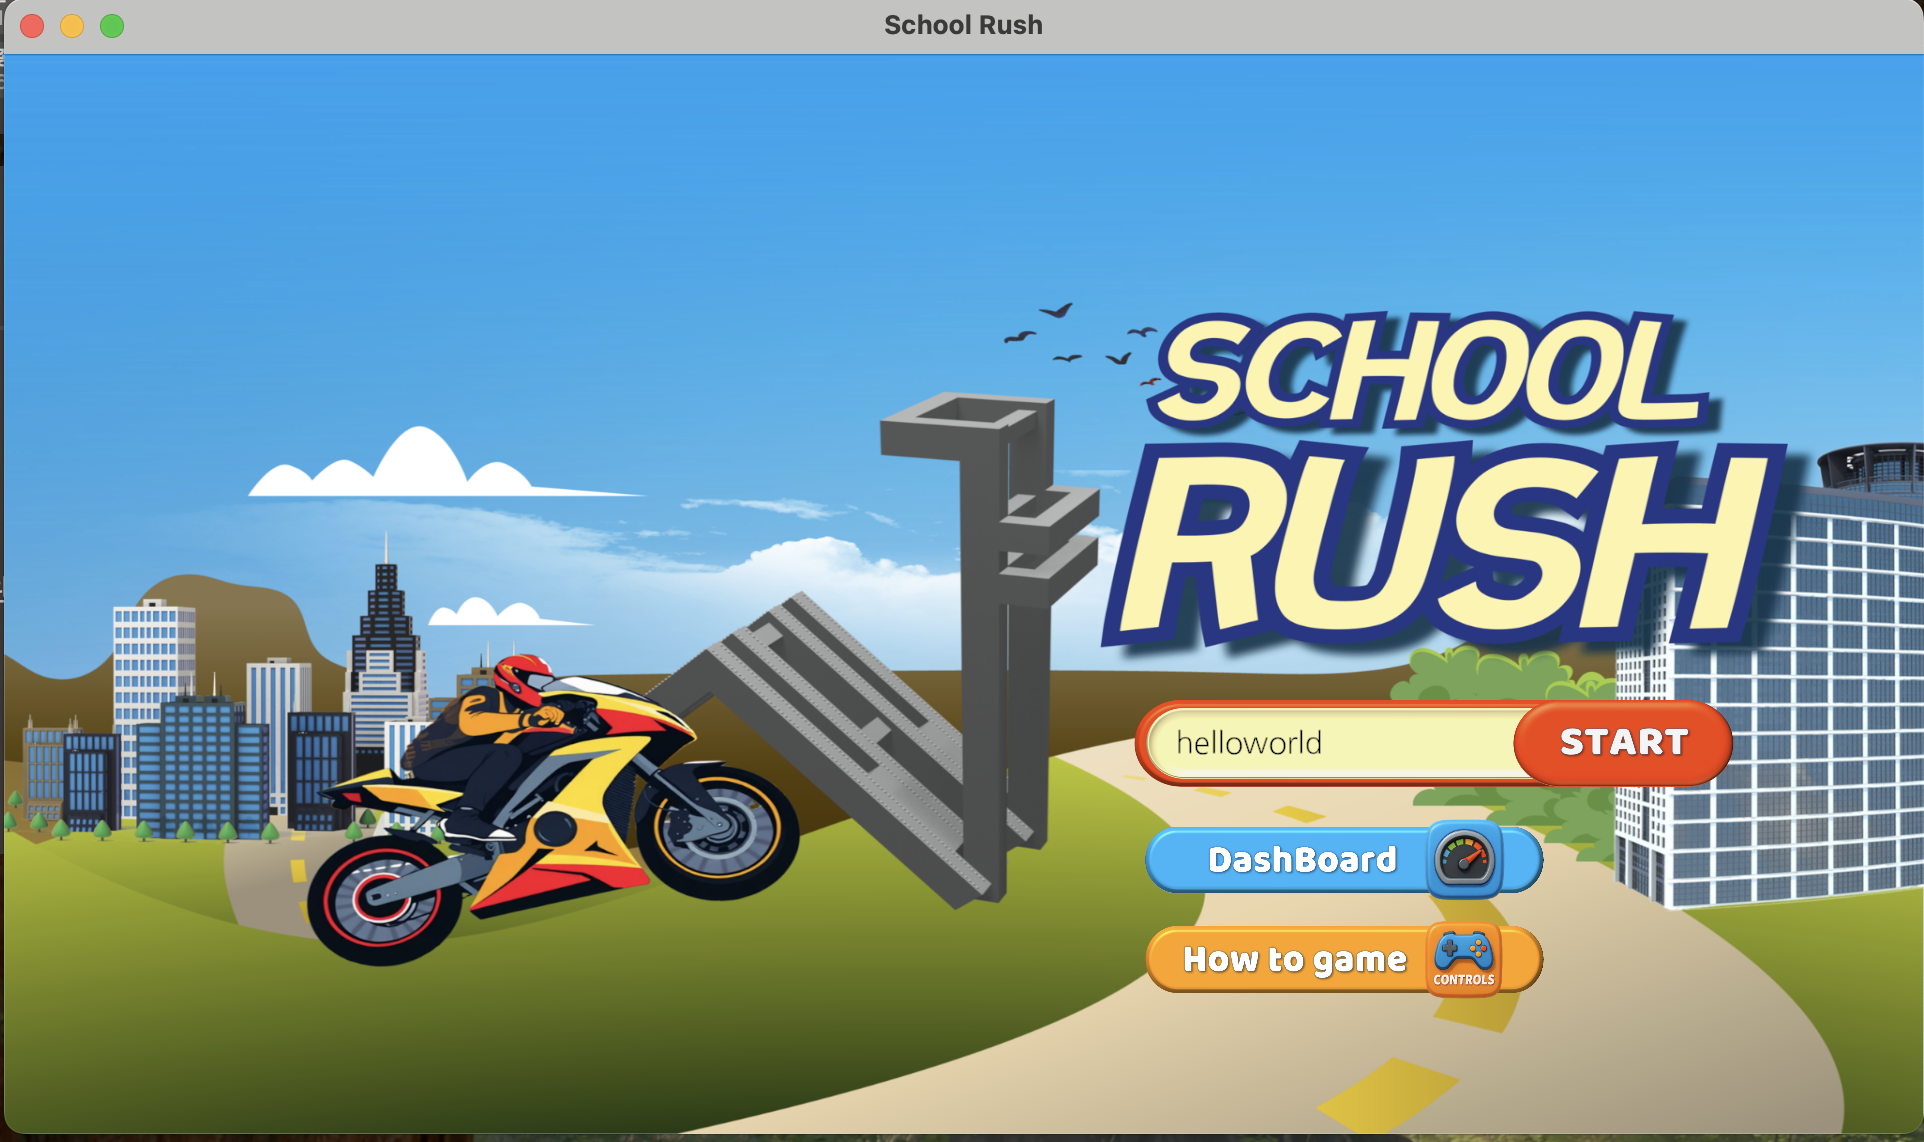 School Rush
SCHOOL
RUSH
helloworld
START
DashBoard
How to game
CONTROLS